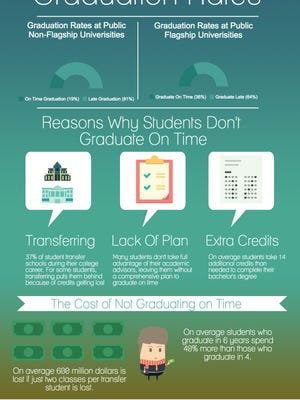 Graduation Rates
Graduation Rates at Public
Non-Flagship Univerisities
Graduation Rates at Public
Flagship Univerisities
On Time Graduation (19%)
Late Graduation (81%)
Graduate On Time (36%)
Graduate Late (64%)
Reasons Why Students Don't
Graduate On Time
Transferring
37% of student transfer
schools during their college
career. For some students,
transferring puts them behind
because of credits getting lost
Lack Of Plan
Many students don't take full
advantage of their academic
advisors, leaving them without
a comprehensive plan to
graduate on time
Extra Credits
On average students take 14
additional credits than
needed to complete their
bachelor's degree
The Cost of Not Graduating on Time
On average 600 million dollars is
lost if just two classes per transfer
student is lost.
On average students who
graduate in 6 years spend
40% more than those who
graduate in 4.